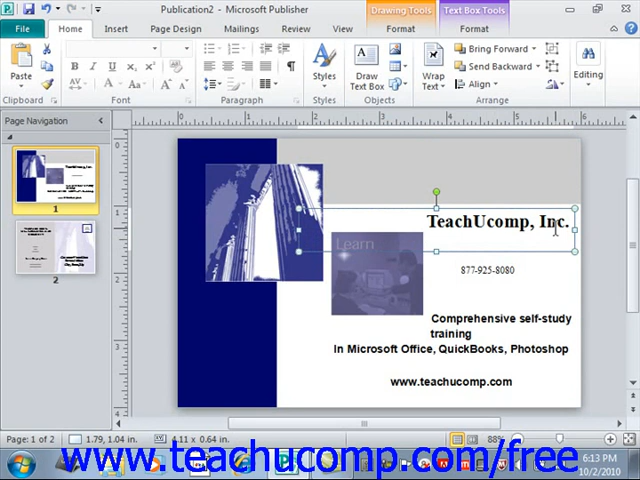 Publication2 - Microsoft Publisher
Drawing Tools
Text Box Tools
File
Home
Insert
Page Design
Mailings
Review
View
Format
Format
Paste
Clipboard
B I U
Font
Paragraph
Styles
Styles
Draw
Text Box
Objects
Wrap
Text
Bring Forward
Send Backward
Align
Arrange
Editing
Page Navigation
1
2
TeachUcomp, Inc.
Learn
877-925-8080
Comprehensive self-study
training
In Microsoft Office, QuickBooks, Photoshop
www.teachucomp.com
Page: 1 of 2
1.79, 1.04 in.
4.11 x 0.64 in.
88%
www.teachucomp.com/free
6:13 PM
10/2/2010